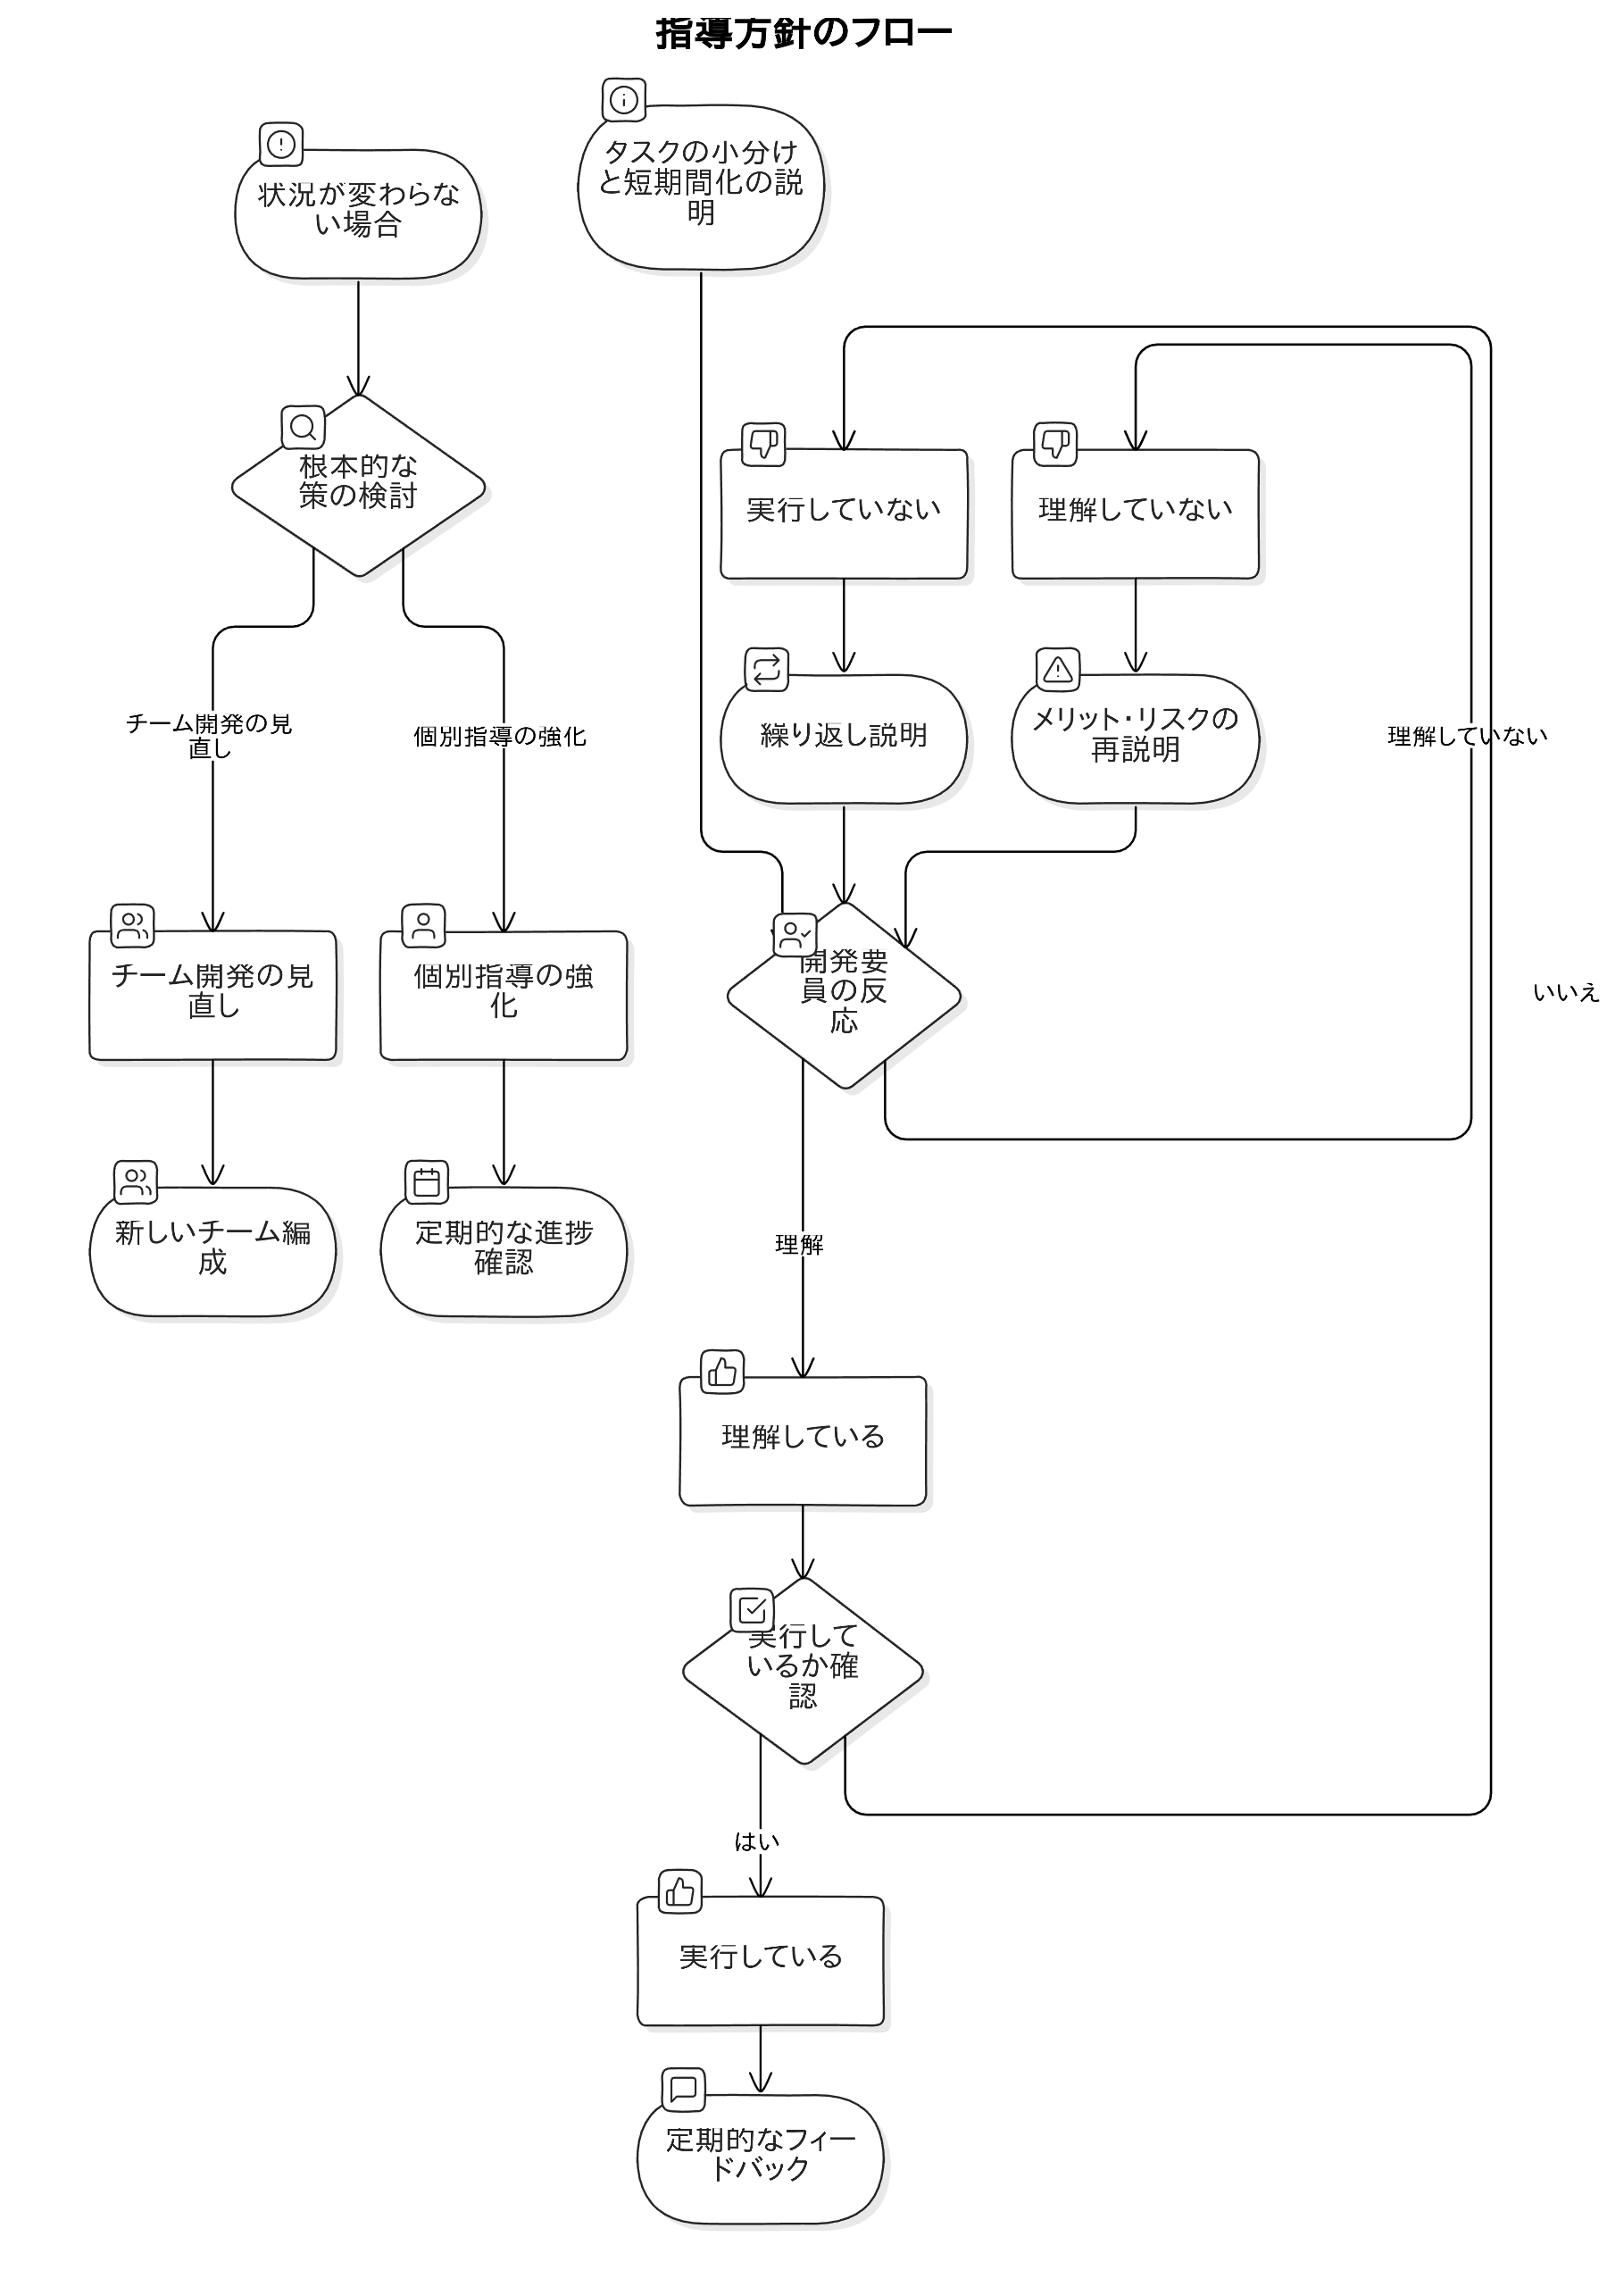 指導方針のフロー
状況が変わらな
い場合
タスクの小分け
と短期間化の説
明
根本的な
策の検討
実行していない
理解していない
チーム開発の見
直し
個別指導の強化
繰り返し説明
メリット・リスクの
再説明
理解していない
チーム開発の見
直し
個別指導の強
化
開発要
員の反
応
いいえ
新しいチーム編
成
定期的な進捗
確認
理解
理解している
実行して
いるか確
認
はい
実行している
定期的なフィー
ドバック